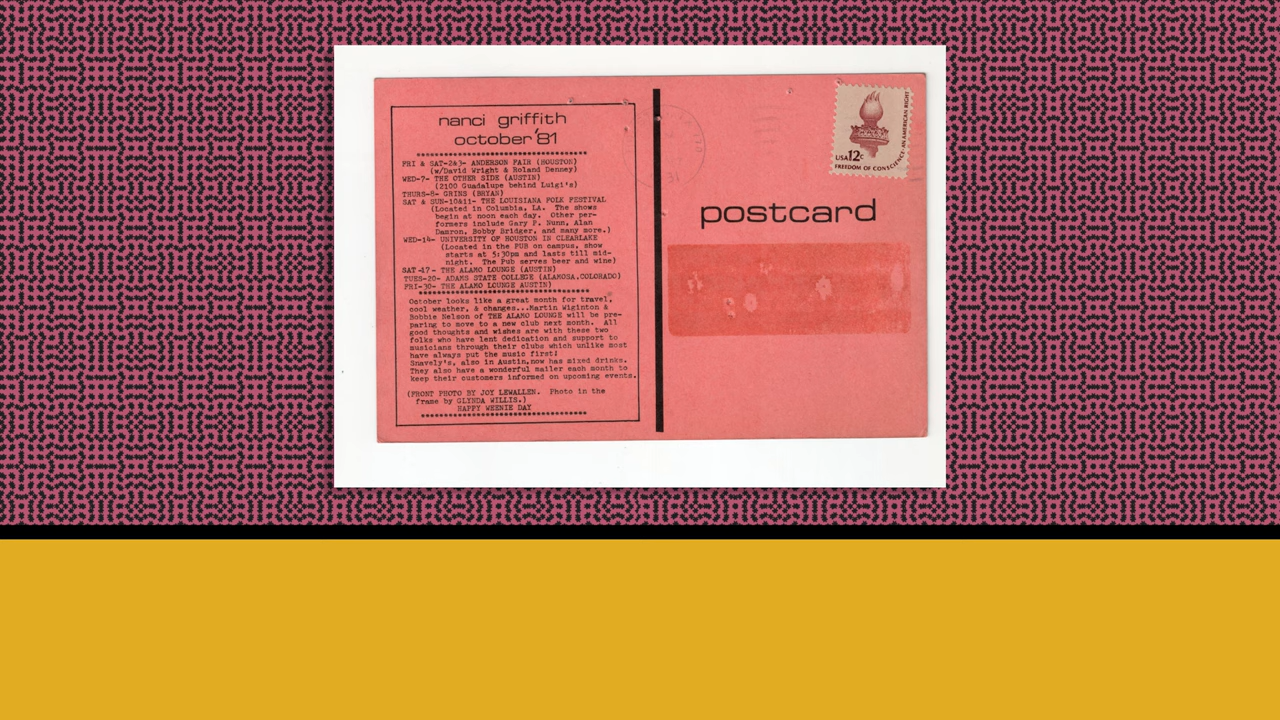 nanci griffith
october '81
FRI & SAT-2&3- ANDERSON FAIR (HOUSTON)
(w/David Wright & Roland Denney)
WED-7- THE OTHER SIDE (AUSTIN)
(2100 Guadalupe behind Luigi's)
THURS-8- GRINS (BRYAN)
SAT & SUN-10&11- THE LOUISIANA FOLK FESTIVAL
(Located in Columbia, LA. The shows
begin at noon each day. Other per-
formers include Gary P. Nunn, Alan
Damron, Bobby Bridger, and many more.)
WED-14- UNIVERSITY OF HOUSTON IN CLEARLAKE
(Located in the PUB on campus, show
starts at 5:30pm and lasts till mid-
night. The Pub serves beer and wine)
SAT-17- THE ALAMO LOUNGE (AUSTIN)
TUES-20- ADAMS STATE COLLEGE (ALAMOSA,COLORADO)
FRI-30- THE ALAMO LOUNGE AUSTIN)
October looks like a great month for travel,
cool weather, & changes...Martin Wiginton &
Bobbie Nelson of THE ALAMO LOUNGE will be pre-
paring to move to a new club next month. All
good thoughts and wishes are with these two
folks who have lent dedication and support to
musicians through their clubs which unlike most
have always put the music first!
Snavely's, also in Austin,now has mixed drinks.
They also have a wonderful mailer each month to
keep their customers informed on upcoming events.
(FRONT PHOTO BY JOY LEWALLEN. Photo in the
frame by GLYNDA WILLIS.)
HAPPY WEENIE DAY
postcard
USA 12c
FREEDOM OF CONSCIENCE-AN AMERICAN RIGHT